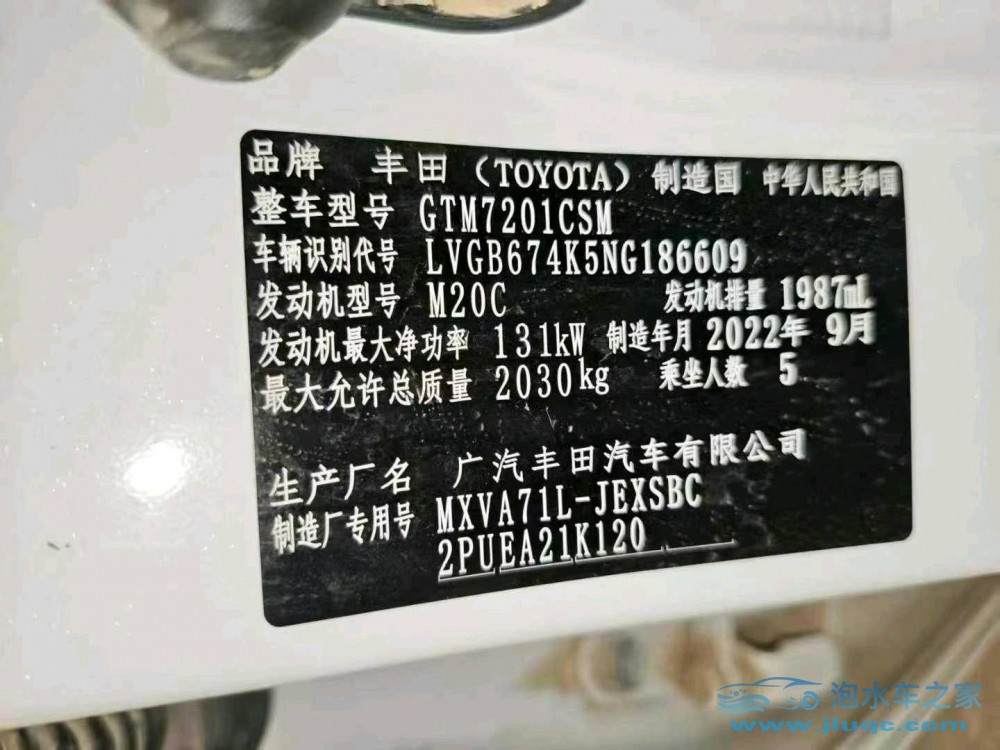 品牌 丰田（TOYOTA） 制造国 中华人民共和国
整车型号 GTM7201CSM
车辆识别代号 LVGB674K5NG186609
发动机型号 M20C 发动机排量 1987mL
发动机最大净功率 131kW 制造年月 2022年 9月
最大允许总质量 2030kg 乘坐人数 5
生产厂名 广汽丰田汽车有限公司
制造厂专用号 MXVA71L-JEXSBC
2PUEA21K120
泡水车之家
www.jluqc.com